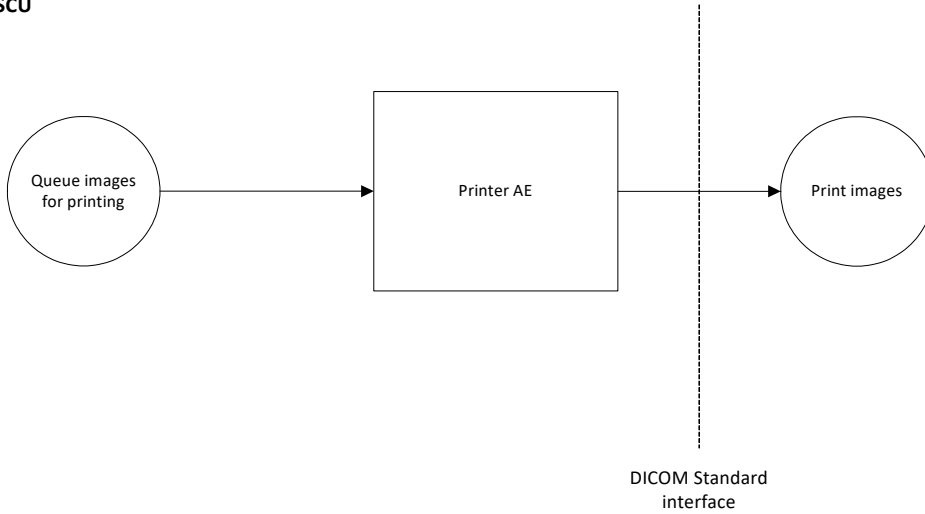 SCU
Queue images
for printing
Printer AE
Print images
DICOM Standard
interface